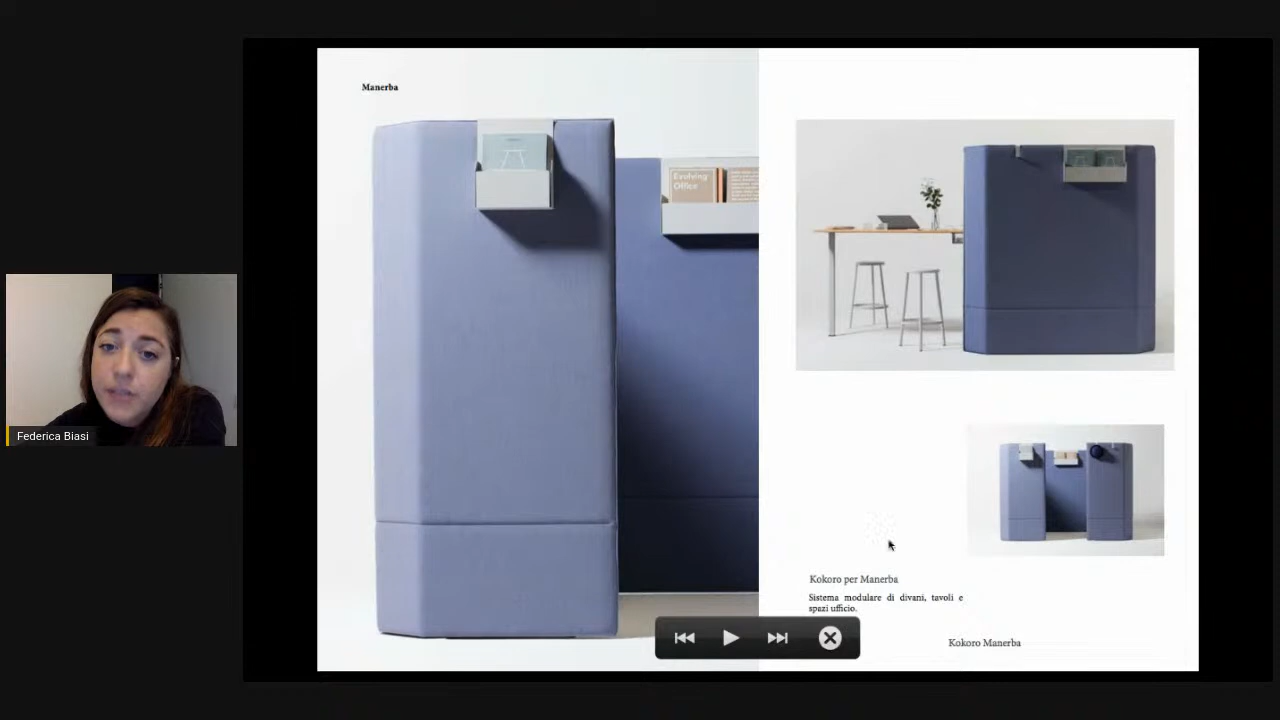 Manerba
Evolving
Office
Kokoro per Manerba
Sistema modulare di divani, tavoli e
spazi ufficio.
Kokoro Manerba
Federica Biasi